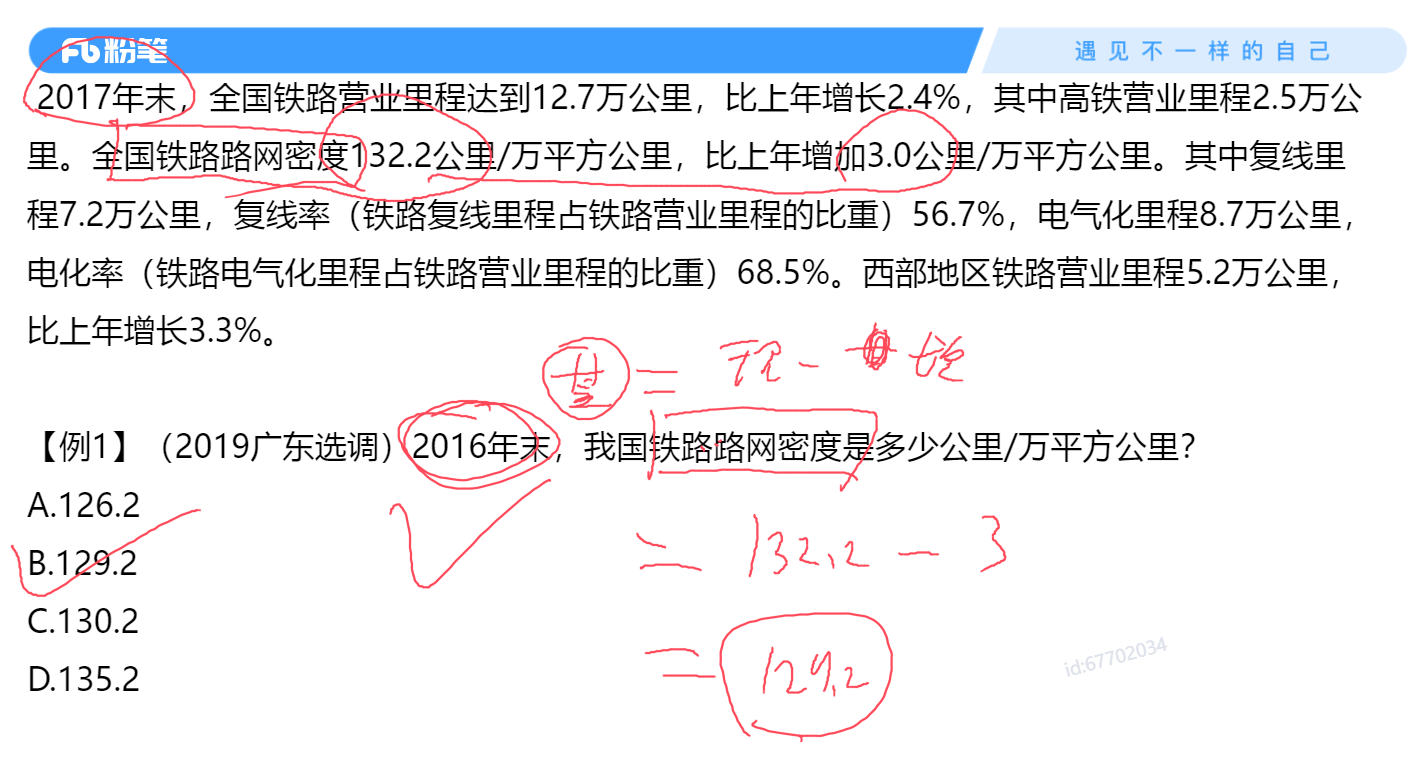 粉笔
遇见不一样的自己
2017年末，全国铁路营业里程达到12.7万公里，比上年增长2.4%，其中高铁营业里程2.5万公
里。全国铁路路网密度132.2公里/万平方公里，比上年增加3.0公里/万平方公里。其中复线里
程7.2万公里，复线率（铁路复线里程占铁路营业里程的比重）56.7%，电气化里程8.7万公里，
电化率（铁路电气化里程占铁路营业里程的比重）68.5%。西部地区铁路营业里程5.2万公里，
比上年增长3.3%。
基 = 现 - 增
【例1】（2019广东选调）2016年末，我国铁路路网密度是多少公里/万平方公里？
A.126.2
B.129.2
C.130.2
D.135.2
= 132.2 - 3
= 129.2
id:67702034